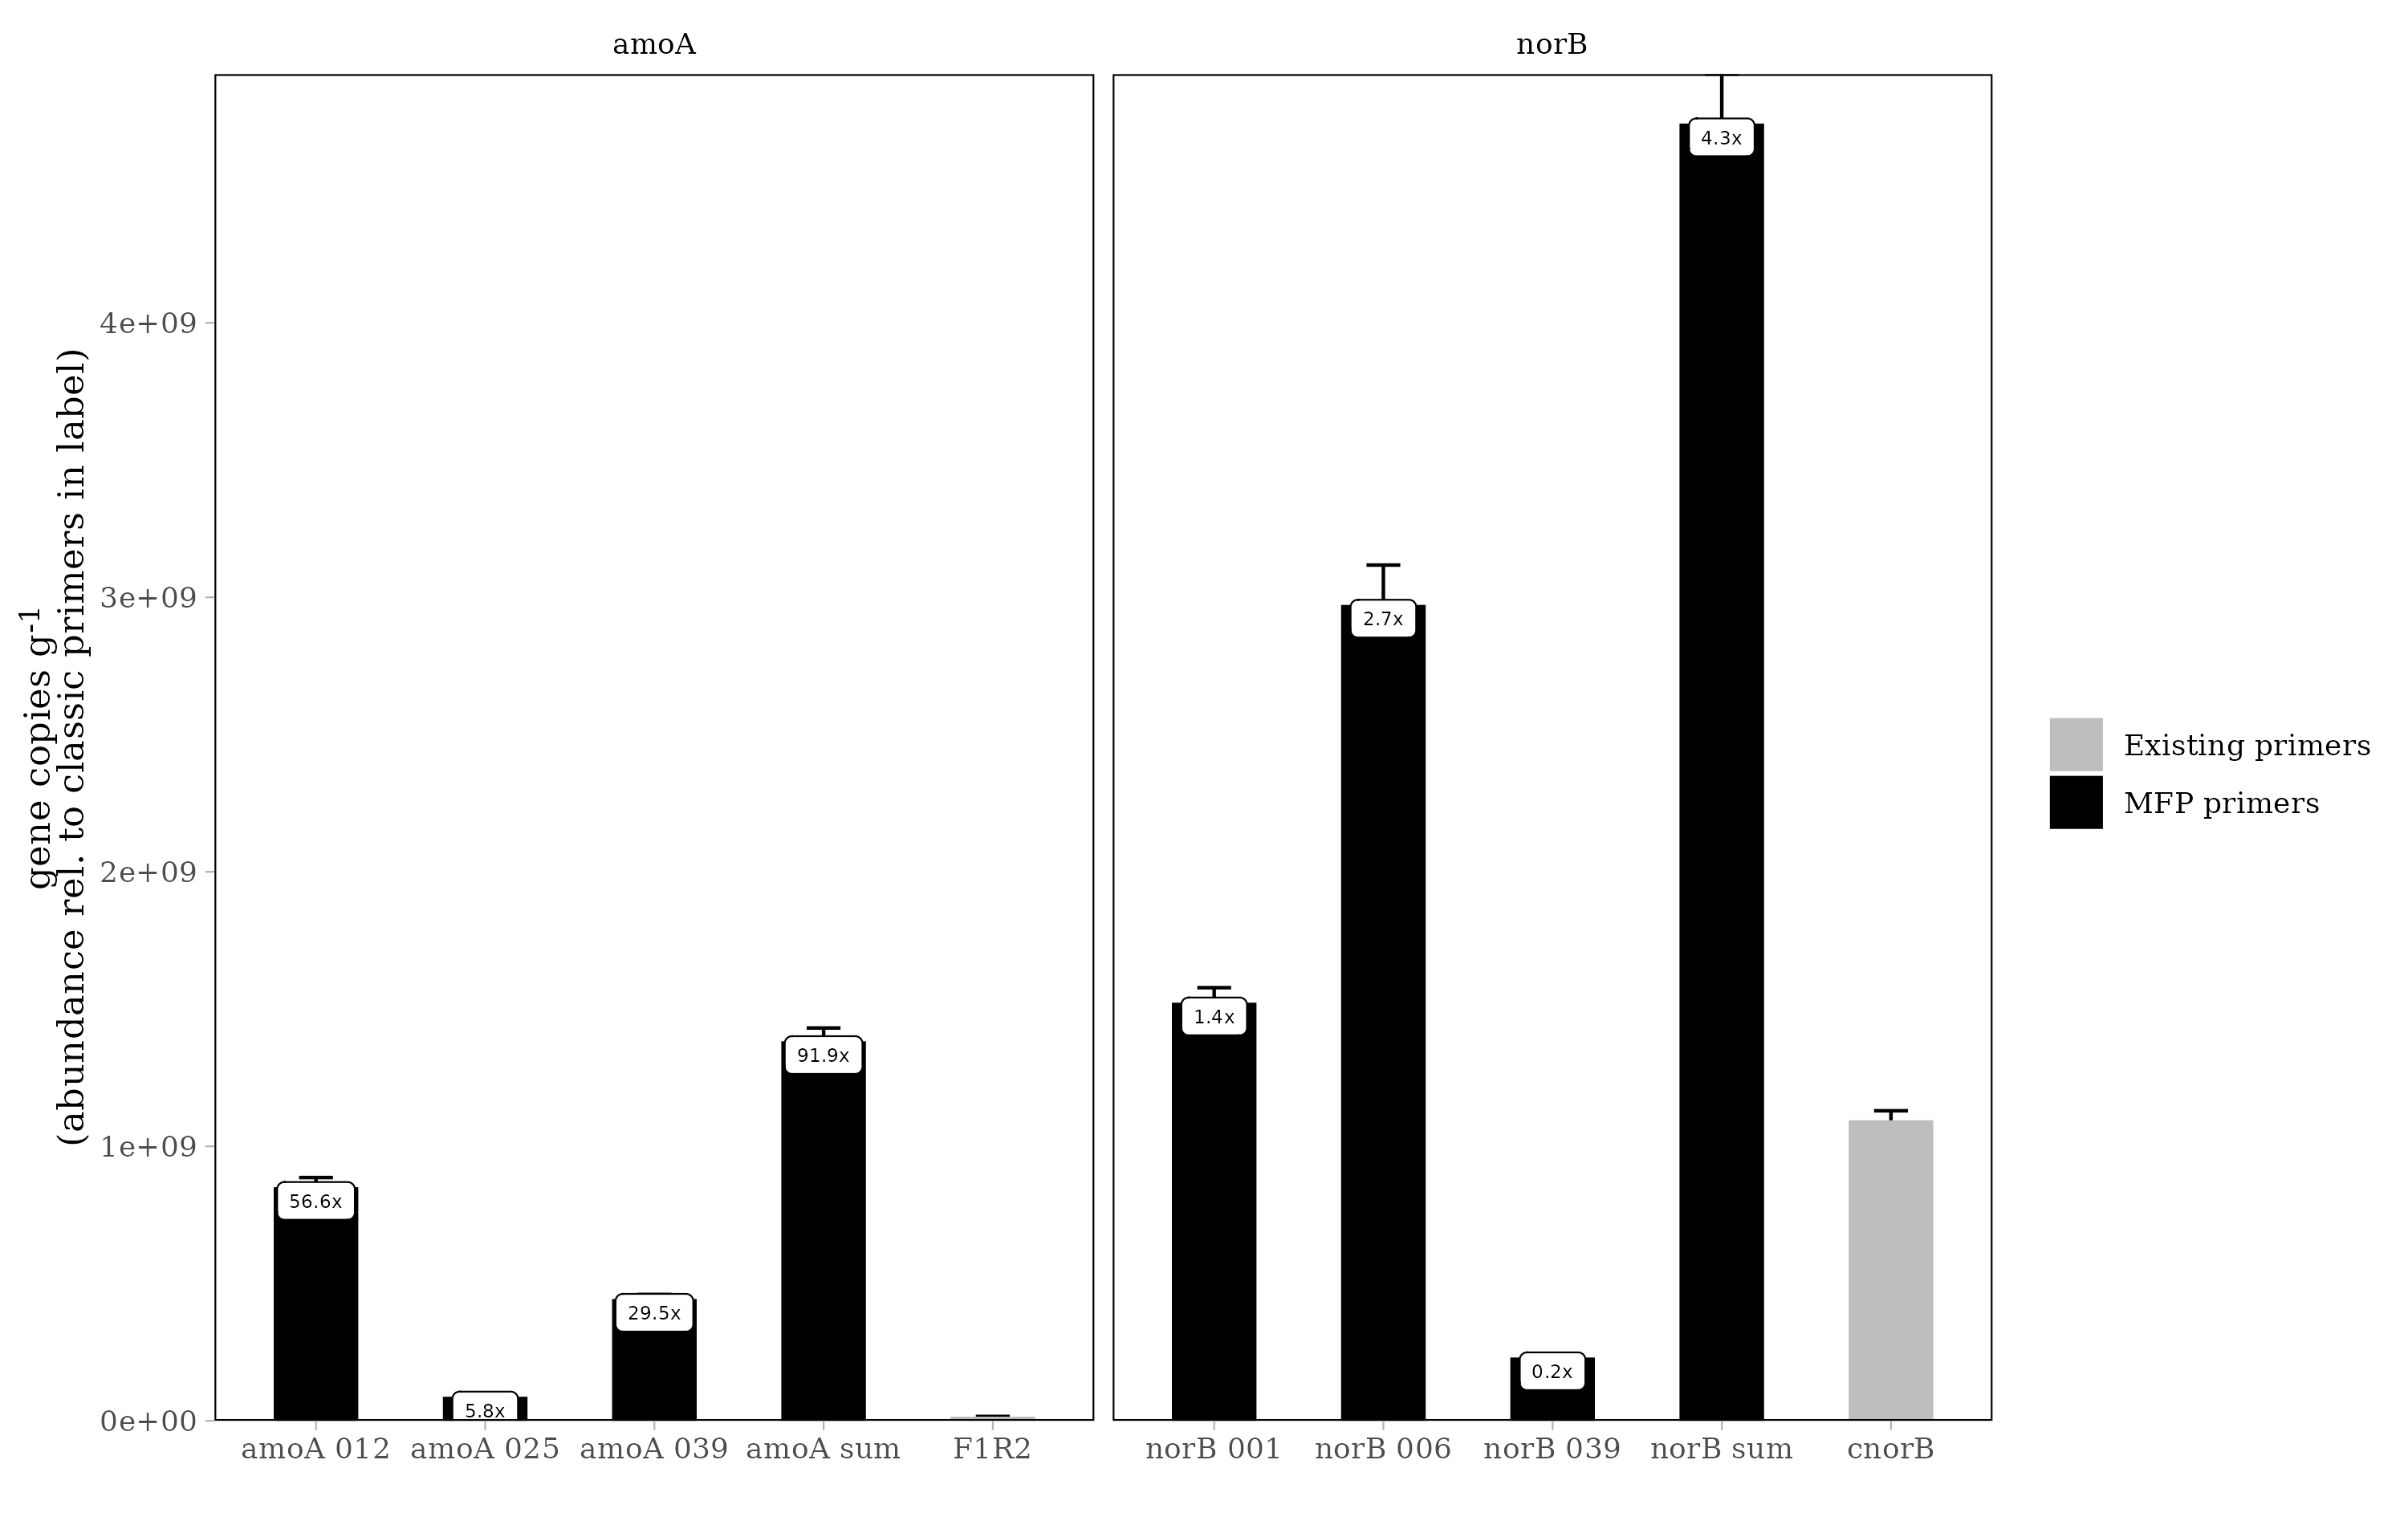 amoA
norB
gene copies g-1
(abundance rel. to classic primers in label)
4e+09
3e+09
2e+09
1e+09
0e+00
56.6x
5.8x
29.5x
91.9x
1.4x
2.7x
0.2x
4.3x
amoA 012
amoA 025
amoA 039
amoA sum
F1R2
norB 001
norB 006
norB 039
norB sum
cnorB
Existing primers
MFP primers